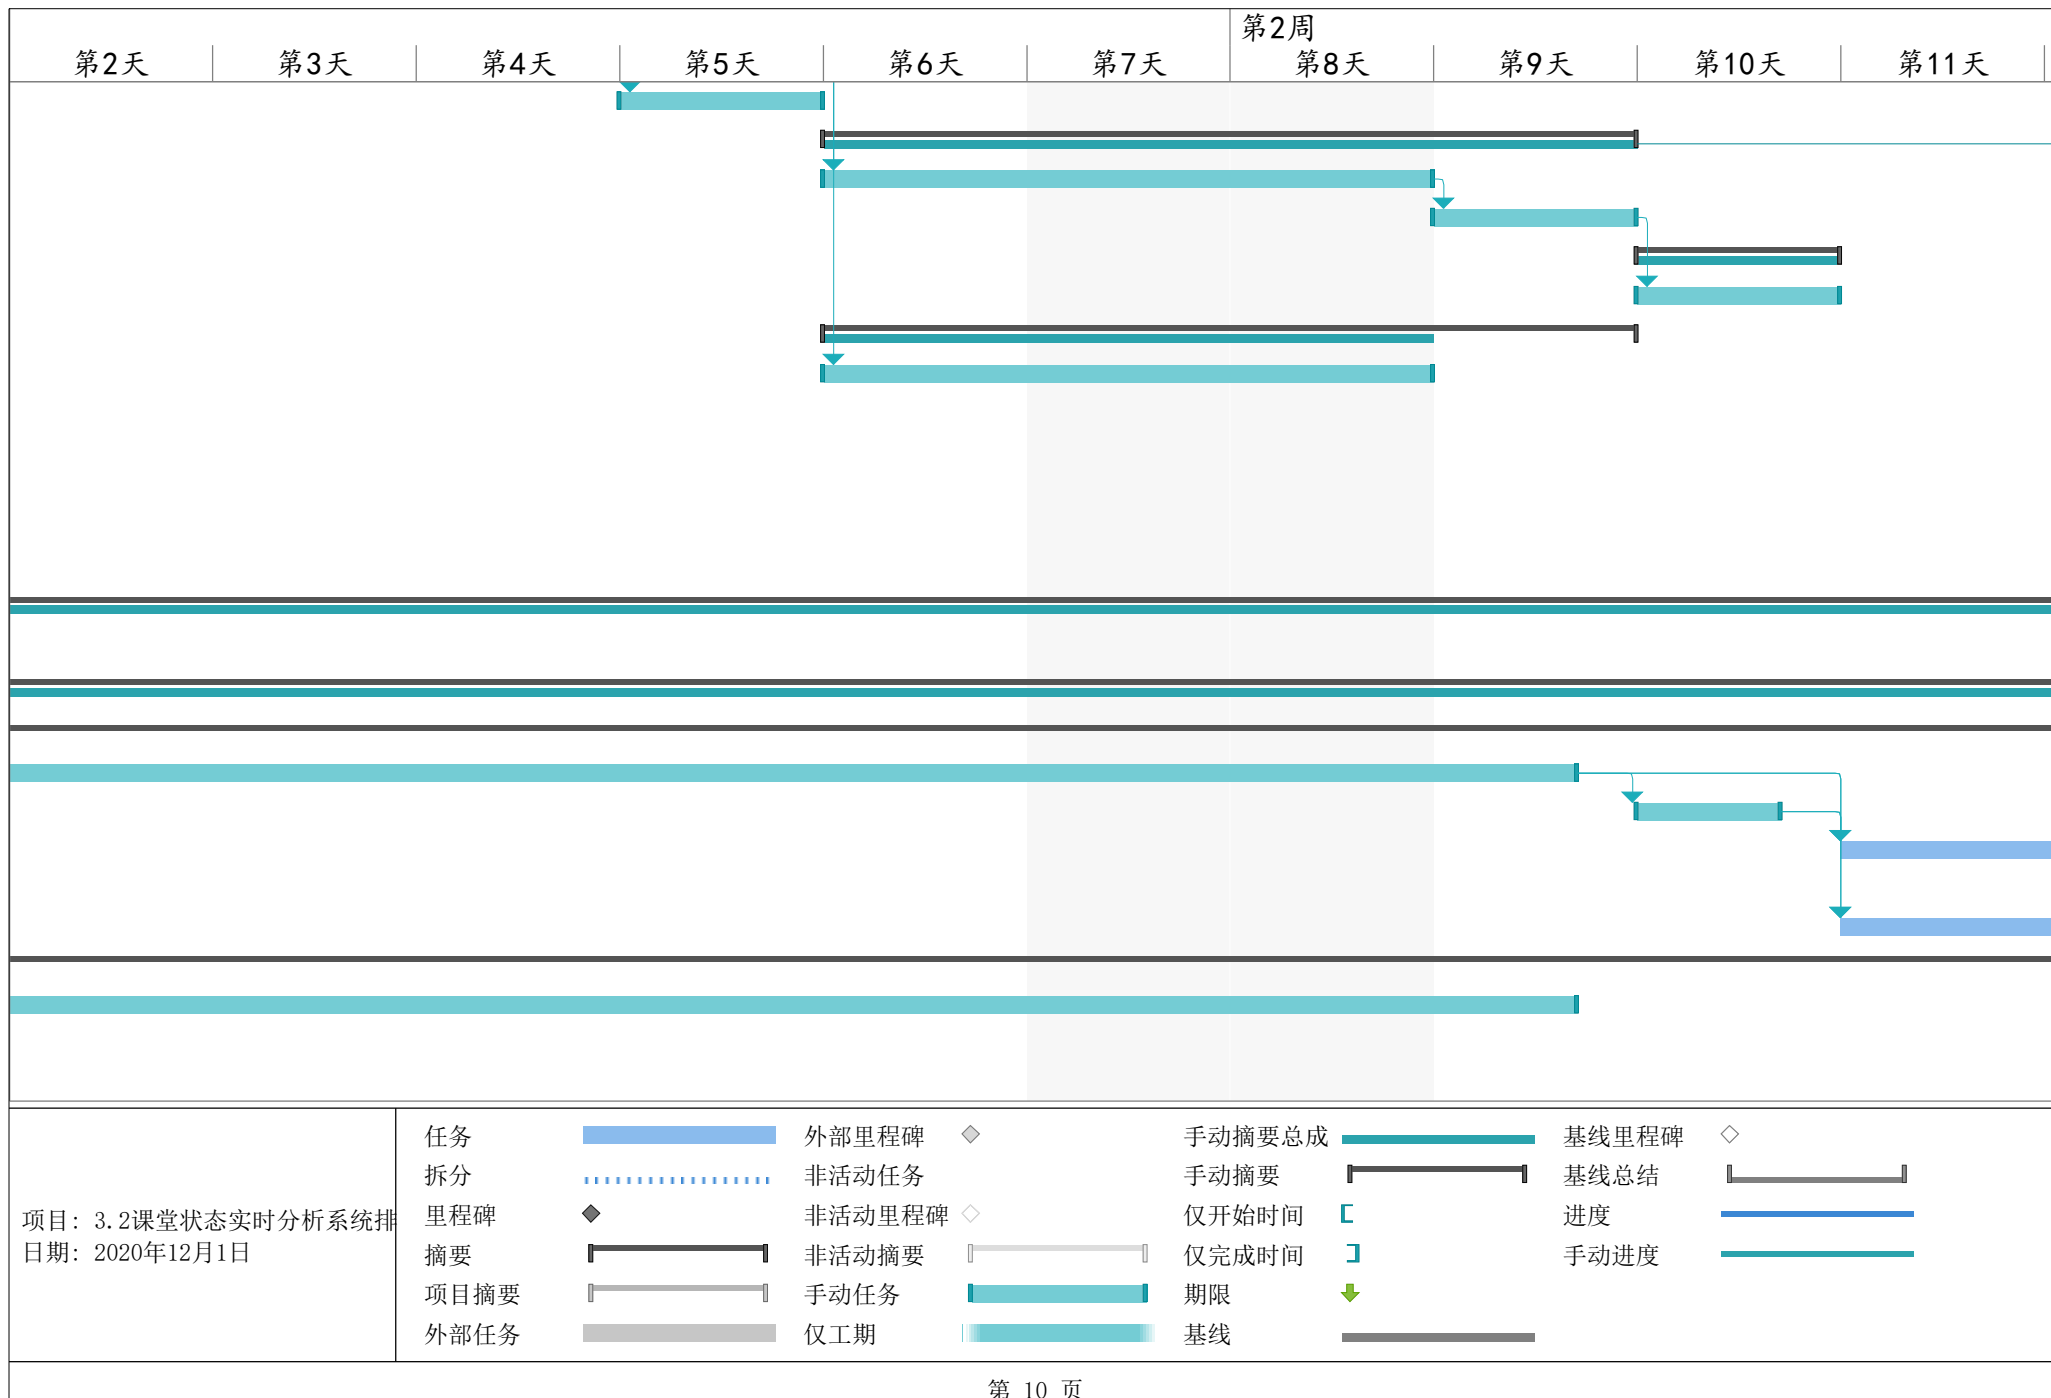 第2周
第2天 第3天 第4天 第5天 第6天 第7天 第8天 第9天 第10天 第11天
项目: 3.2课堂状态实时分析系统排
日期: 2020年12月1日
任务 外部里程碑 手动摘要总成 基线里程碑
拆分 非活动任务 手动摘要 基线总结
里程碑 非活动里程碑 仅开始时间 进度
摘要 非活动摘要 仅完成时间 手动进度
项目摘要 手动任务 期限
外部任务 仅工期 基线
第 10 页